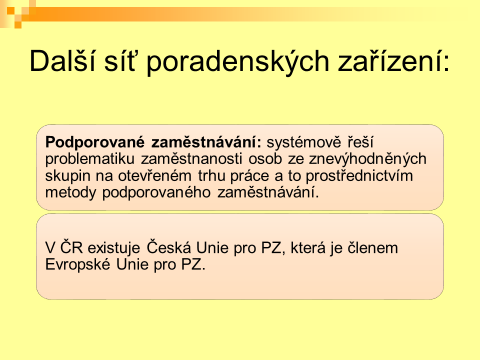 Další síť poradenských zařízení:
Podporované zaměstnávání: systémově řeší
problematiku zaměstnanosti osob ze znevýhodněných
skupin na otevřeném trhu práce a to prostřednictvím
metody podporovaného zaměstnávání.
V ČR existuje Česká Unie pro PZ, která je členem
Evropské Unie pro PZ.